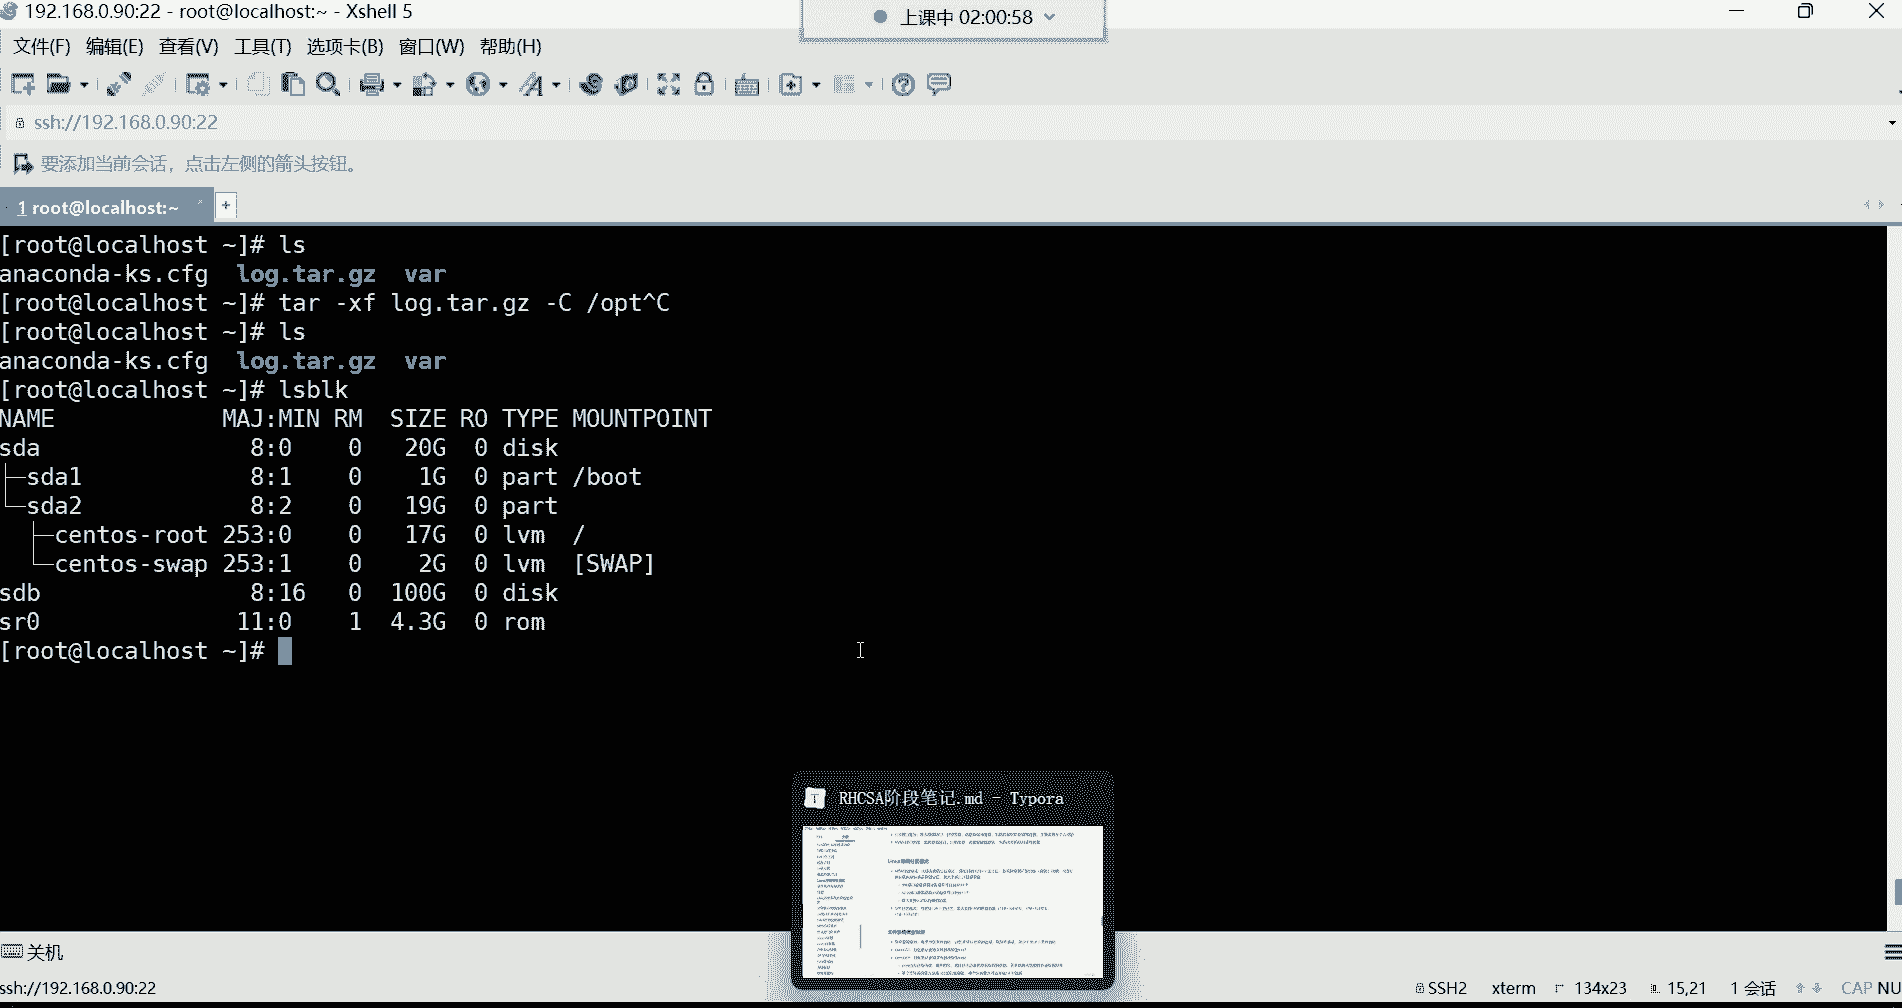 192.168.0.90:22 - root@localhost:~ - Xshell 5
上课中 02:00:58
文件(F) 编辑(E) 查看(V) 工具(T) 选项卡(B) 窗口(W) 帮助(H)
ssh://192.168.0.90:22
要添加当前会话，点击左侧的箭头按钮。
1 root@localhost:~
[root@localhost ~]# ls
anaconda-ks.cfg  log.tar.gz  var
[root@localhost ~]# tar -xf log.tar.gz -C /opt^C
[root@localhost ~]# ls
anaconda-ks.cfg  log.tar.gz  var
[root@localhost ~]# lsblk
NAME            MAJ:MIN RM  SIZE RO TYPE MOUNTPOINT
sda               8:0    0   20G  0 disk
├─sda1            8:1    0    1G  0 part /boot
└─sda2            8:2    0   19G  0 part
  ├─centos-root 253:0    0   17G  0 lvm  /
  └─centos-swap 253:1    0    2G  0 lvm  [SWAP]
sdb               8:16   0  100G  0 disk
sr0              11:0    1  4.3G  0 rom
[root@localhost ~]#
RHCSA阶段笔记.md - Typora
关机
ssh://192.168.0.90:22
SSH2 xterm 134x23 15,21 1 会话 CAP NU